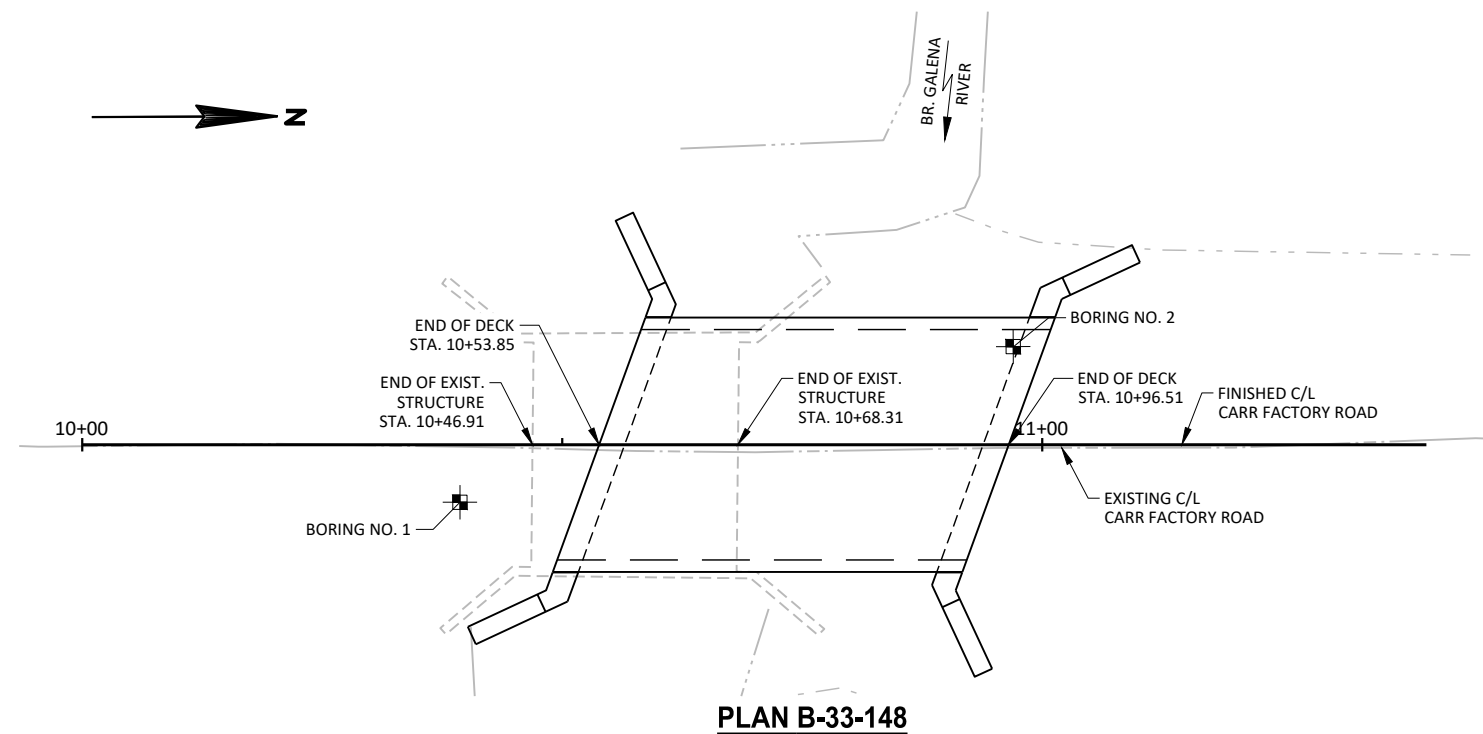 N
BR. GALENA
RIVER
END OF DECK
STA. 10+53.85
BORING NO. 2
END OF EXIST.
STRUCTURE
STA. 10+46.91
END OF EXIST.
STRUCTURE
STA. 10+68.31
END OF DECK
STA. 10+96.51
FINISHED C/L
CARR FACTORY ROAD
10+00
11+00
EXISTING C/L
CARR FACTORY ROAD
BORING NO. 1
PLAN B-33-148